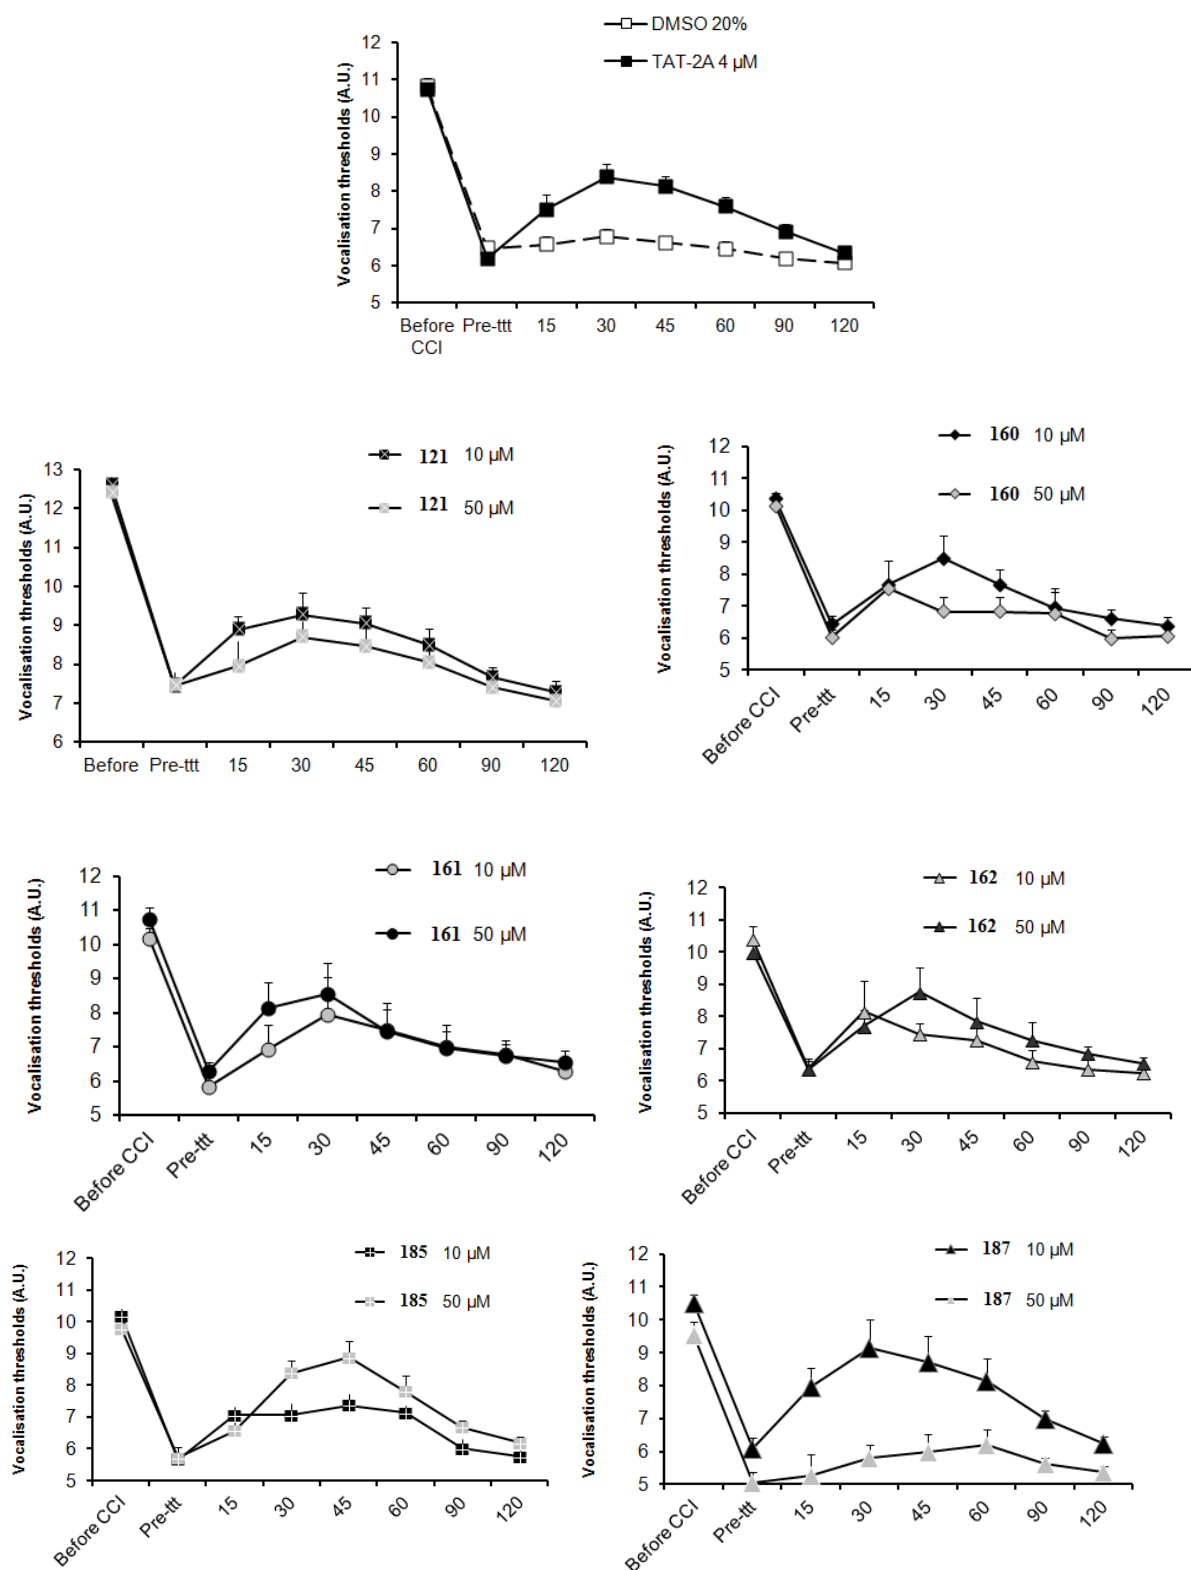 DMSO 20%
TAT-2A 4 µM
Vocalisation thresholds (A.U.)
12
11
10
9
8
7
6
5
Before CCI Pre-ttt 15 30 45 60 90 120
121 10 µM
121 50 µM
Vocalisation thresholds (A.U.)
13
12
11
10
9
8
7
6
Before Pre-ttt 15 30 45 60 90 120
160 10 µM
160 50 µM
Vocalisation thresholds (A.U.)
12
11
10
9
8
7
6
5
Before CCI Pre-ttt 15 30 45 60 90 120
161 10 µM
161 50 µM
Vocalisation thresholds (A.U.)
12
11
10
9
8
7
6
5
Before CCI Pre-ttt 15 30 45 60 90 120
162 10 µM
162 50 µM
Vocalisation thresholds (A.U.)
12
11
10
9
8
7
6
5
Before CCI Pre-ttt 15 30 45 60 90 120
185 10 µM
185 50 µM
Vocalisation thresholds (A.U.)
12
11
10
9
8
7
6
5
Before CCI Pre-ttt 15 30 45 60 90 120
187 10 µM
187 50 µM
Vocalisation thresholds (A.U.)
12
11
10
9
8
7
6
5
Before CCI Pre-ttt 15 30 45 60 90 120